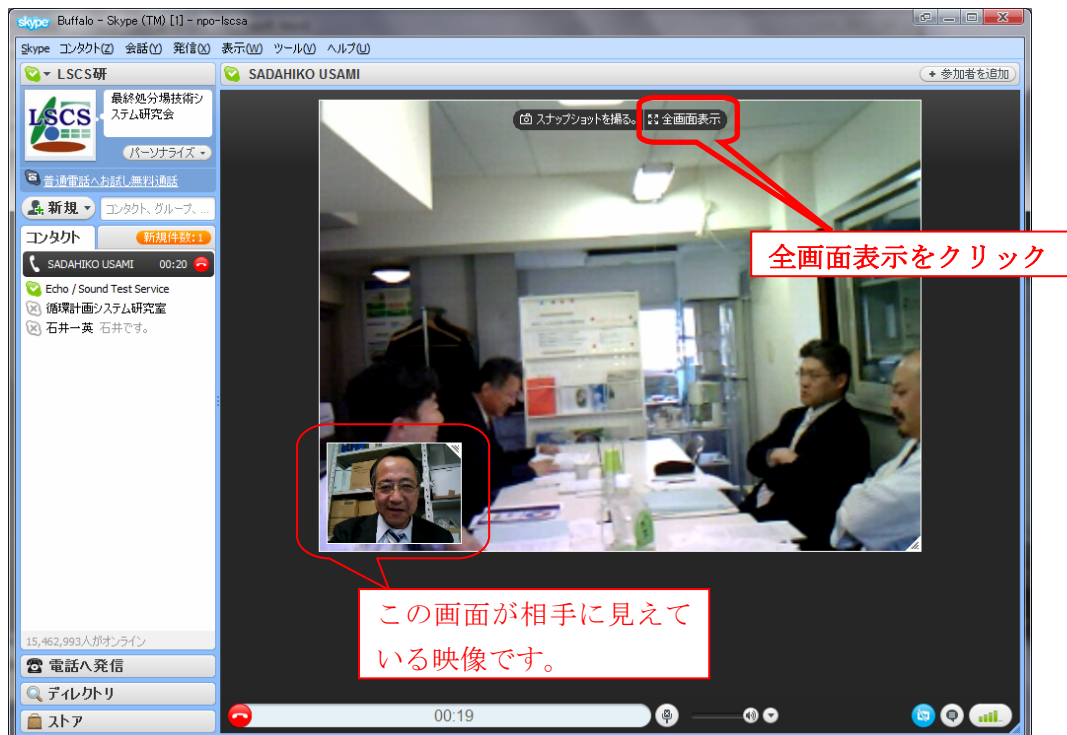 skype Buffalo - Skype (TM) [1] - npo-lscsa
Skype コンタクト(Z) 会話(Y) 発信(X) 表示(W) ツール(V) ヘルプ(U)
LSCS研
SADAHIKO USAMI
+ 参加者を追加
LSCS
最終処分場技術システム研究会
パーソナライズ
普通電話へお試し無料通話
新規
コンタクト、グループ、...
コンタクト
新規件数:1
SADAHIKO USAMI 00:20
Echo / Sound Test Service
循環計画システム研究室
石井一英 石井です。
スナップショットを撮る。
全画面表示
全画面表示をクリック
この画面が相手に見えて
いる映像です。
15,462,993人がオンライン
電話へ発信
ディレクトリ
ストア
00:19